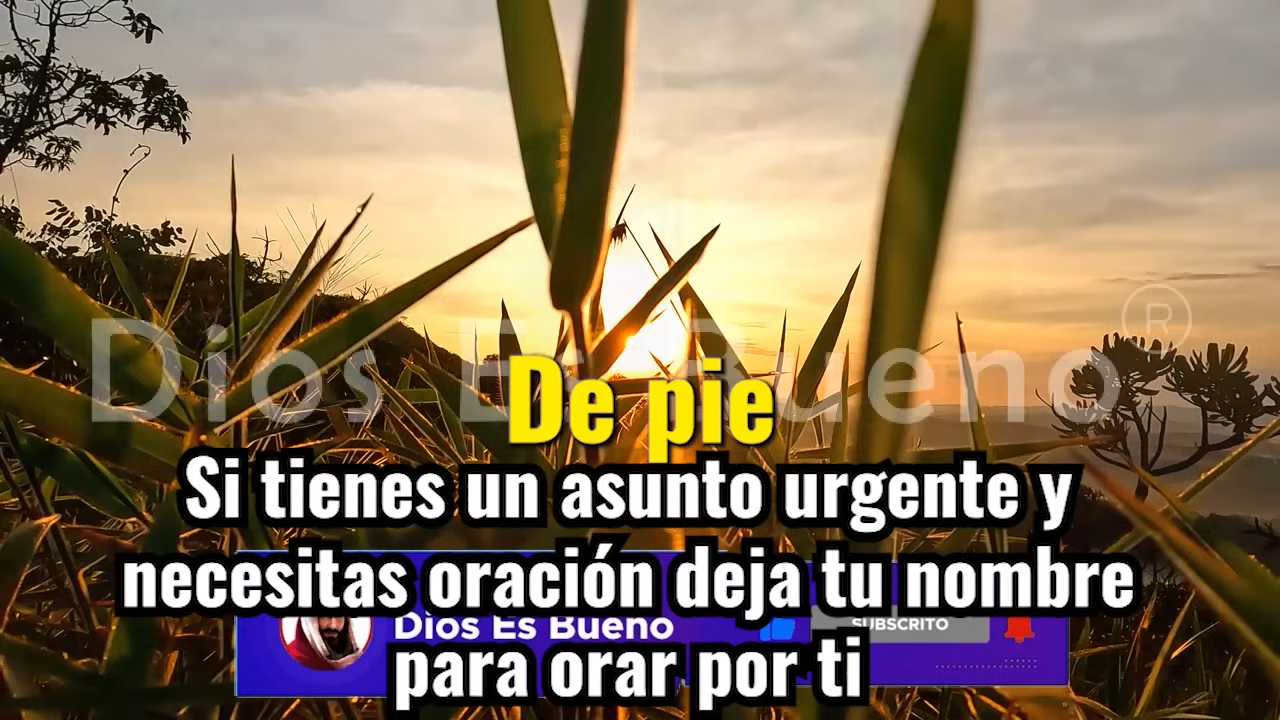 Dios Es Bueno ®
De pie
Si tienes un asunto urgente y
necesitas oración deja tu nombre
Dios Es Bueno SUBSCRITO
para orar por ti